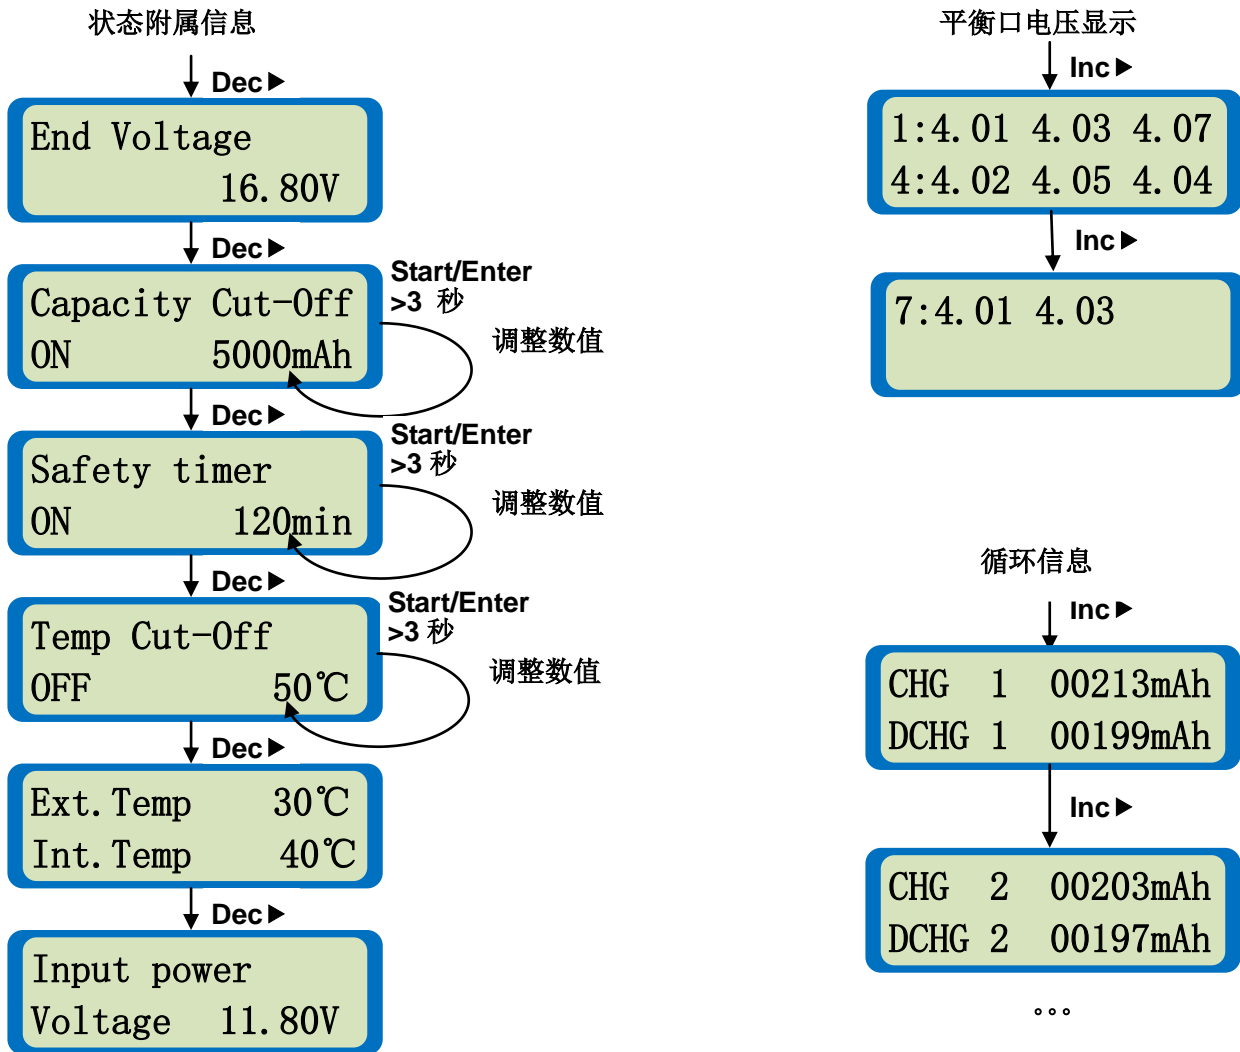 状态附属信息
Dec▶
End Voltage
16.80V
Dec▶
Capacity Cut-Off
ON 5000mAh
Start/Enter
>3 秒
调整数值
Dec▶
Safety timer
ON 120min
Start/Enter
>3 秒
调整数值
Dec▶
Temp Cut-Off
OFF 50℃
Start/Enter
>3 秒
调整数值
Dec▶
Ext.Temp 30℃
Int.Temp 40℃
Dec▶
Input power
Voltage 11.80V
平衡口电压显示
Inc▶
1:4.01 4.03 4.07
4:4.02 4.05 4.04
Inc▶
7:4.01 4.03
循环信息
Inc▶
CHG 1 00213mAh
DCHG 1 00199mAh
Inc▶
CHG 2 00203mAh
DCHG 2 00197mAh
。。。